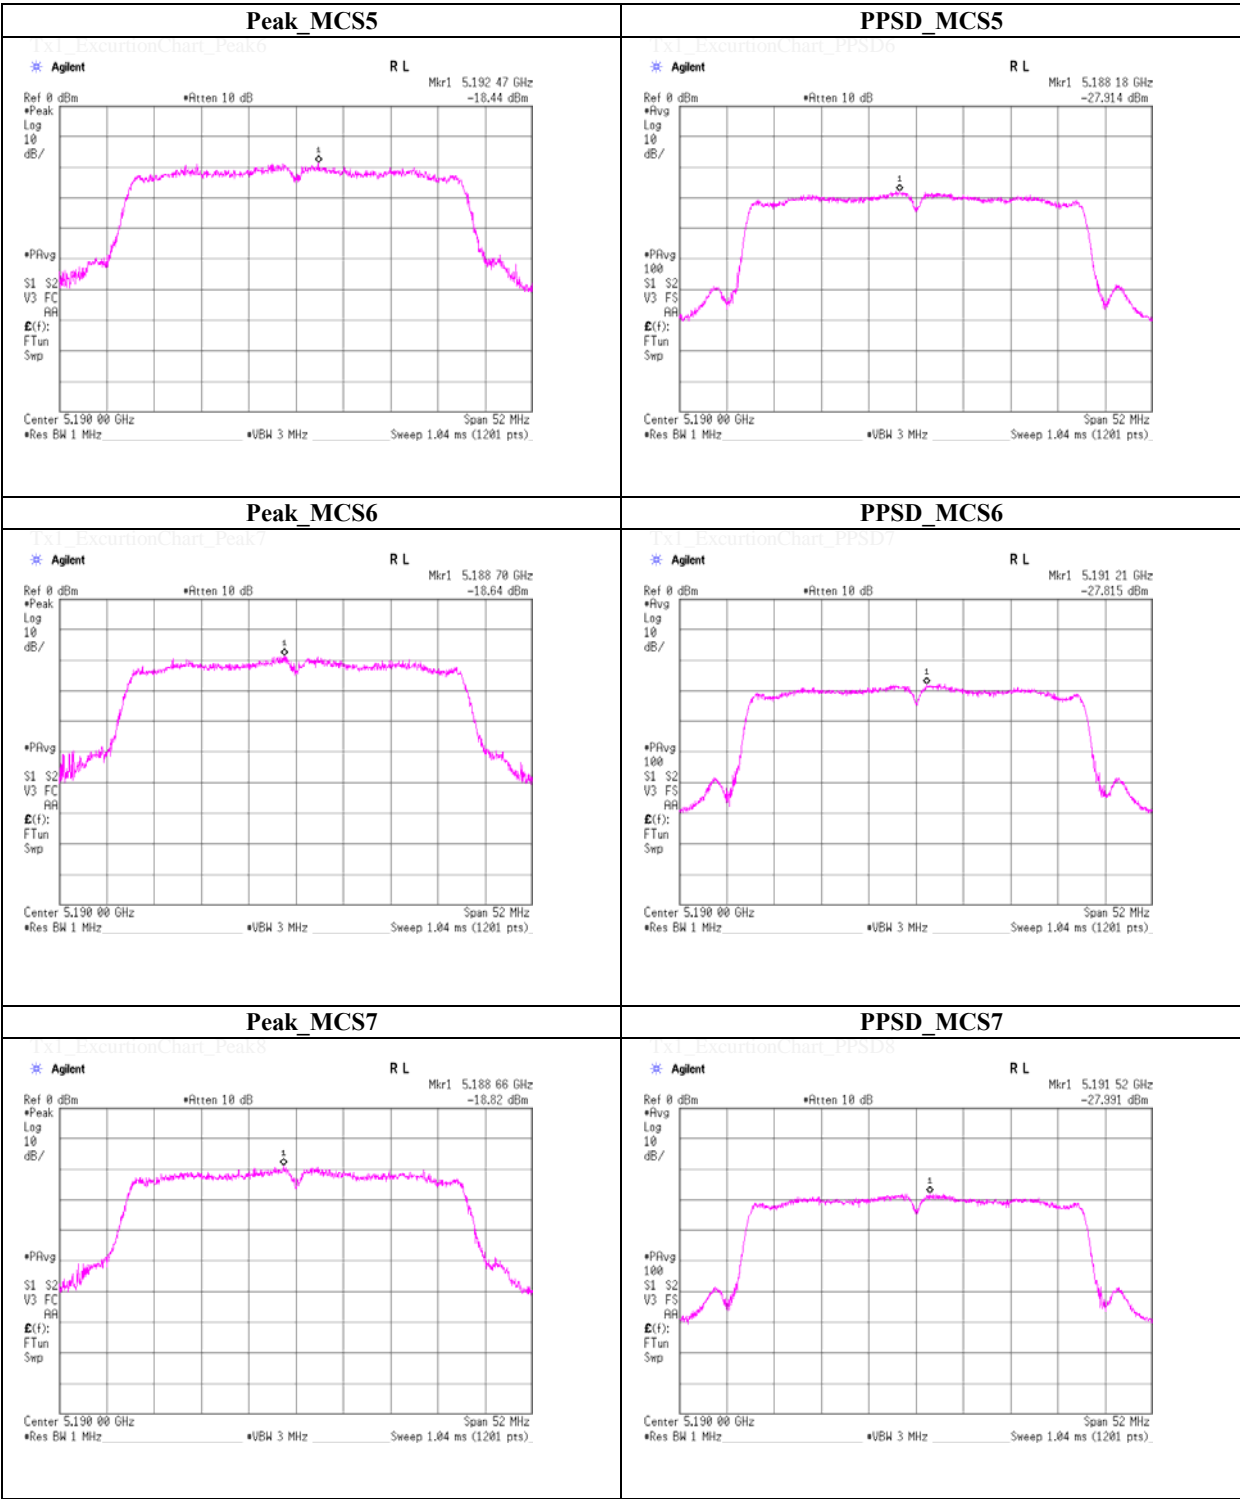 Peak_MCS5
Tx1_ExcurtionChart_Peak6
Agilent R L
Mkr1 5.192 47 GHz
Ref 0 dBm *Atten 10 dB -18.44 dBm
*Peak
Log
10
dB/
1
*PAvg
S1 S2
V3 FC
AA
£(f):
FTun
Swp
Center 5.190 00 GHz Span 52 MHz
*Res BW 1 MHz *VBW 3 MHz Sweep 1.04 ms (1201 pts)
PPSD_MCS5
Tx1_ExcurtionChart_PPSD6
Agilent R L
Mkr1 5.188 18 GHz
Ref 0 dBm *Atten 10 dB -27.914 dBm
*Avg
Log
10
dB/
1
*PAvg
100
S1 S2
V3 FS
AA
£(f):
FTun
Swp
Center 5.190 00 GHz Span 52 MHz
*Res BW 1 MHz *VBW 3 MHz Sweep 1.04 ms (1201 pts)
Peak_MCS6
Tx1_ExcurtionChart_Peak7
Agilent R L
Mkr1 5.188 70 GHz
Ref 0 dBm *Atten 10 dB -18.64 dBm
*Peak
Log
10
dB/
1
*PAvg
S1 S2
V3 FC
AA
£(f):
FTun
Swp
Center 5.190 00 GHz Span 52 MHz
*Res BW 1 MHz *VBW 3 MHz Sweep 1.04 ms (1201 pts)
PPSD_MCS6
Tx1_ExcurtionChart_PPSD7
Agilent R L
Mkr1 5.191 21 GHz
Ref 0 dBm *Atten 10 dB -27.815 dBm
*Avg
Log
10
dB/
1
*PAvg
100
S1 S2
V3 FS
AA
£(f):
FTun
Swp
Center 5.190 00 GHz Span 52 MHz
*Res BW 1 MHz *VBW 3 MHz Sweep 1.04 ms (1201 pts)
Peak_MCS7
Tx1_ExcurtionChart_Peak8
Agilent R L
Mkr1 5.188 66 GHz
Ref 0 dBm *Atten 10 dB -18.82 dBm
*Peak
Log
10
dB/
1
*PAvg
S1 S2
V3 FC
AA
£(f):
FTun
Swp
Center 5.190 00 GHz Span 52 MHz
*Res BW 1 MHz *VBW 3 MHz Sweep 1.04 ms (1201 pts)
PPSD_MCS7
Tx1_ExcurtionChart_PPSD8
Agilent R L
Mkr1 5.191 52 GHz
Ref 0 dBm *Atten 10 dB -27.991 dBm
*Avg
Log
10
dB/
1
*PAvg
100
S1 S2
V3 FS
AA
£(f):
FTun
Swp
Center 5.190 00 GHz Span 52 MHz
*Res BW 1 MHz *VBW 3 MHz Sweep 1.04 ms (1201 pts)